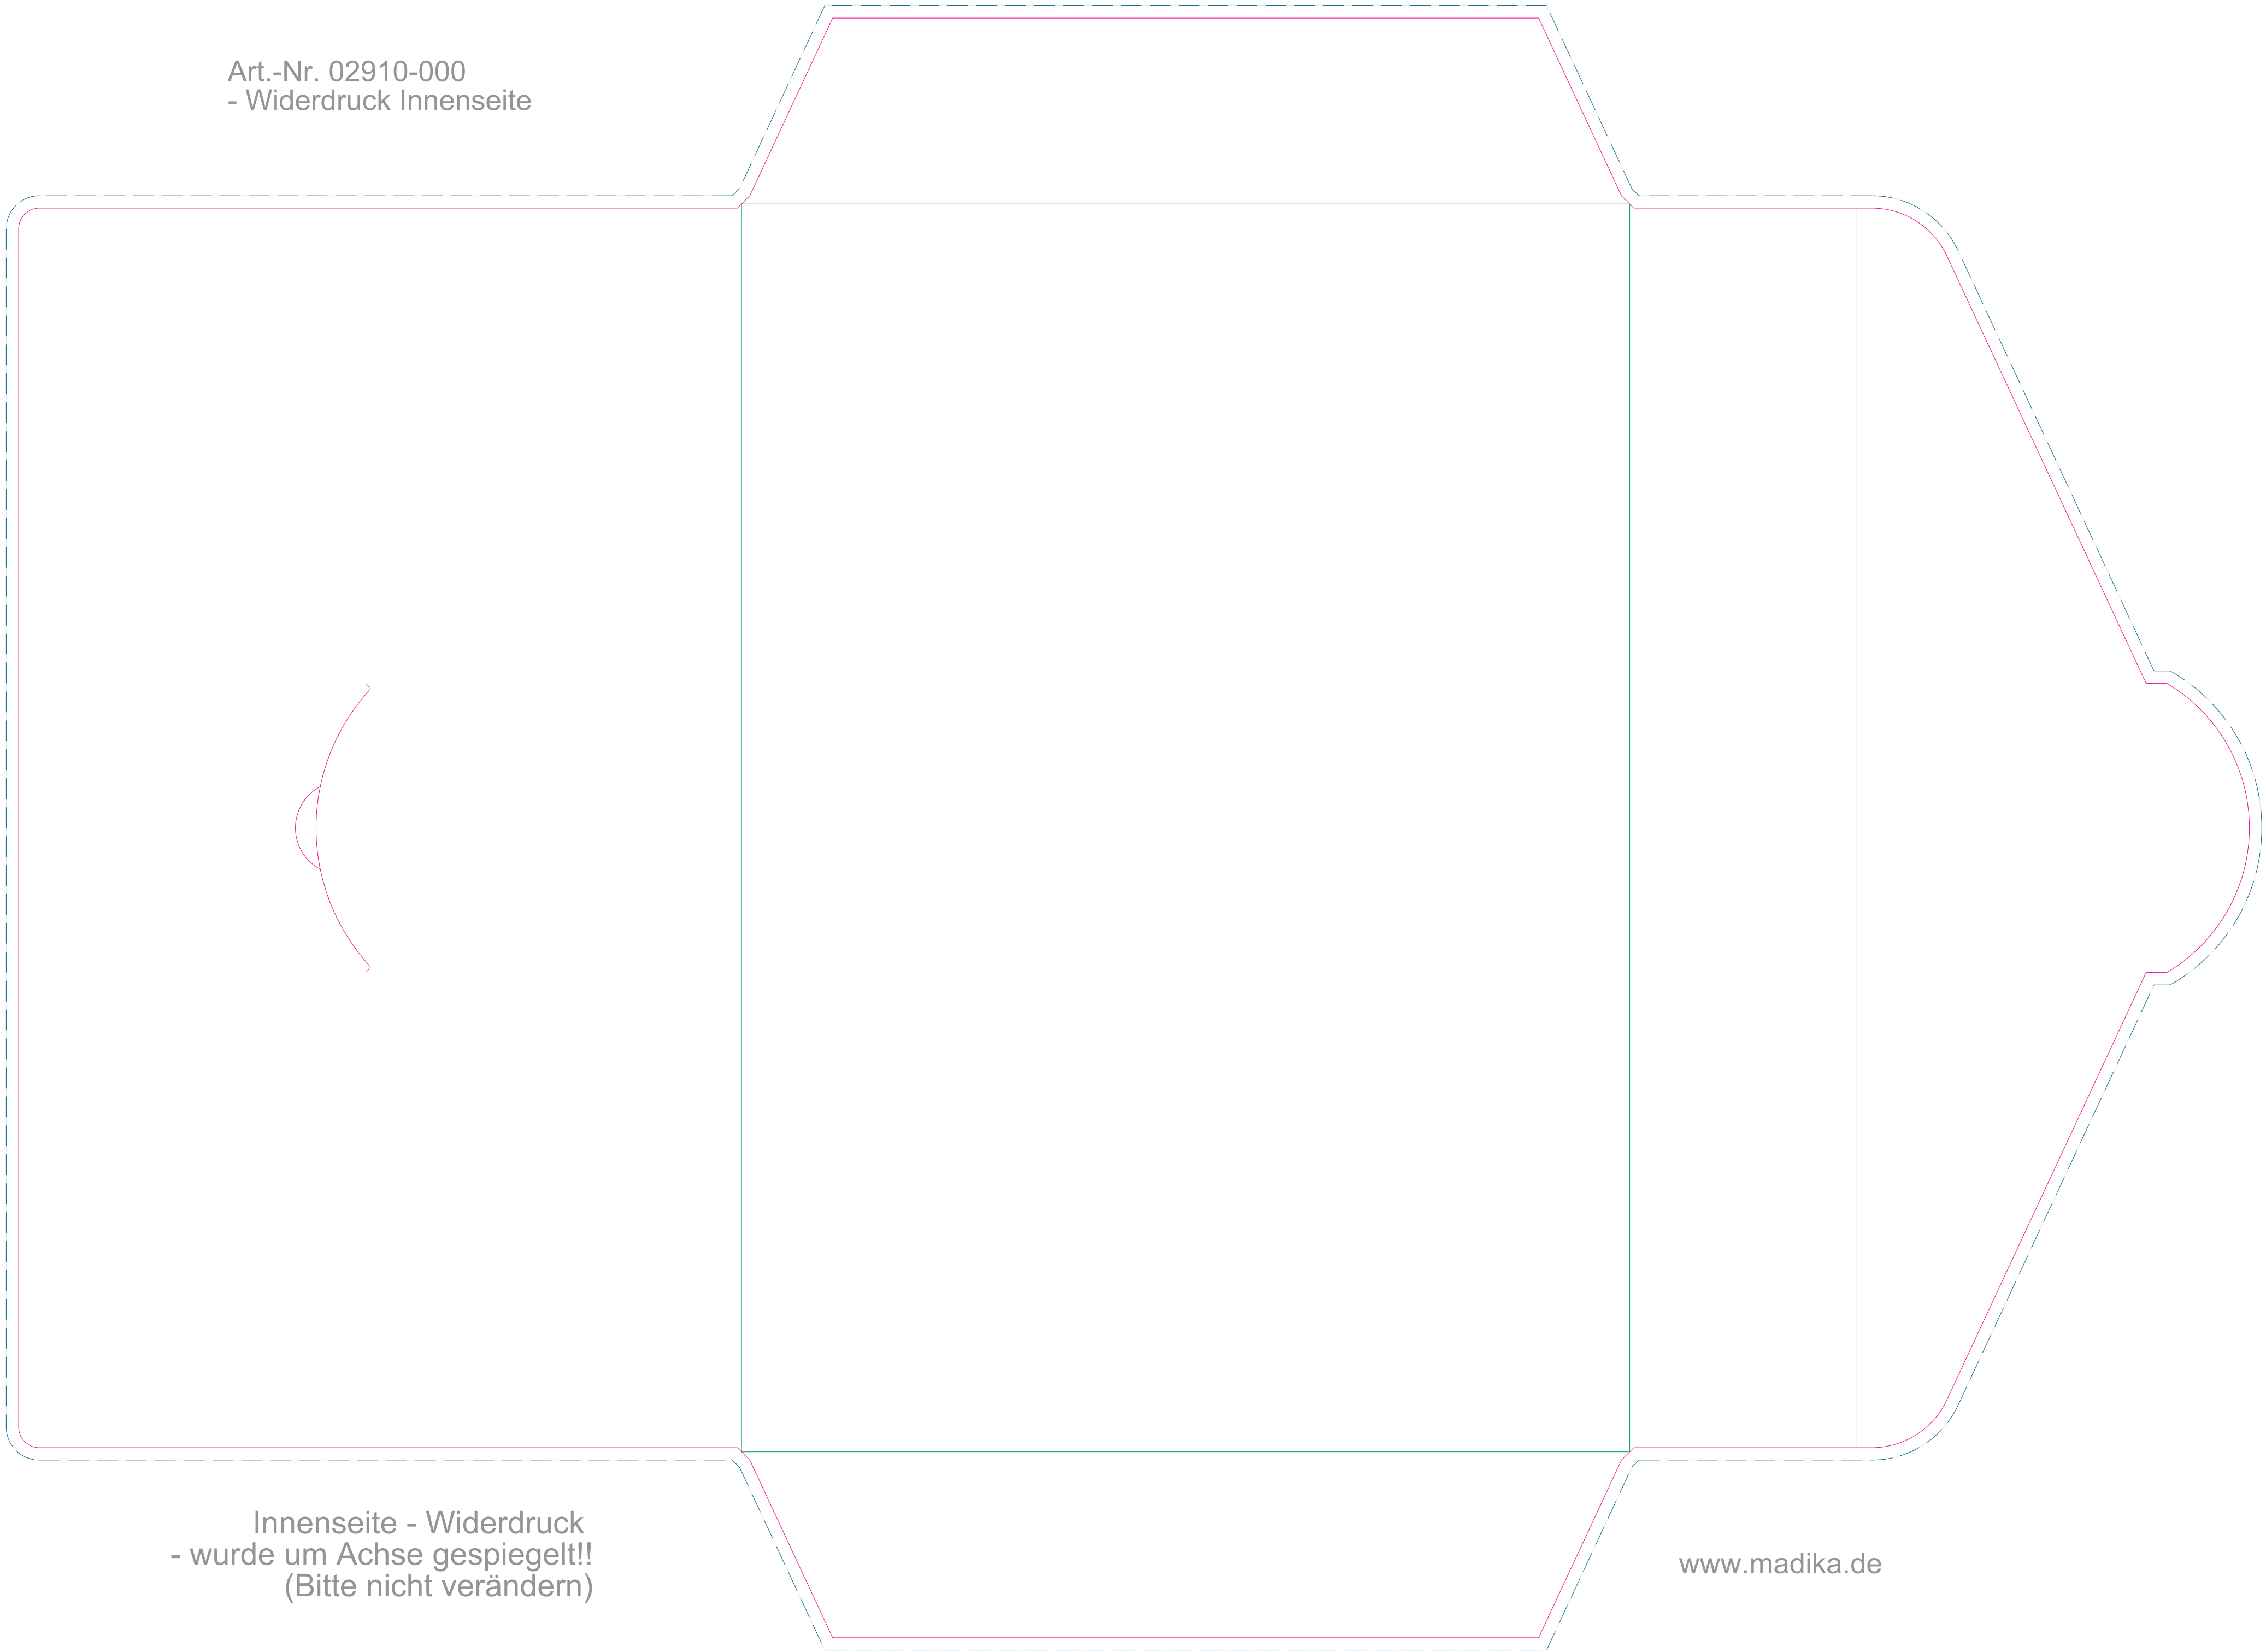 Art.-Nr. 02910-000
- Widerdruck Innenseite
Innenseite - Widerdruck
- wurde um Achse gespiegelt!!
(Bitte nicht verändern)
www.madika.de